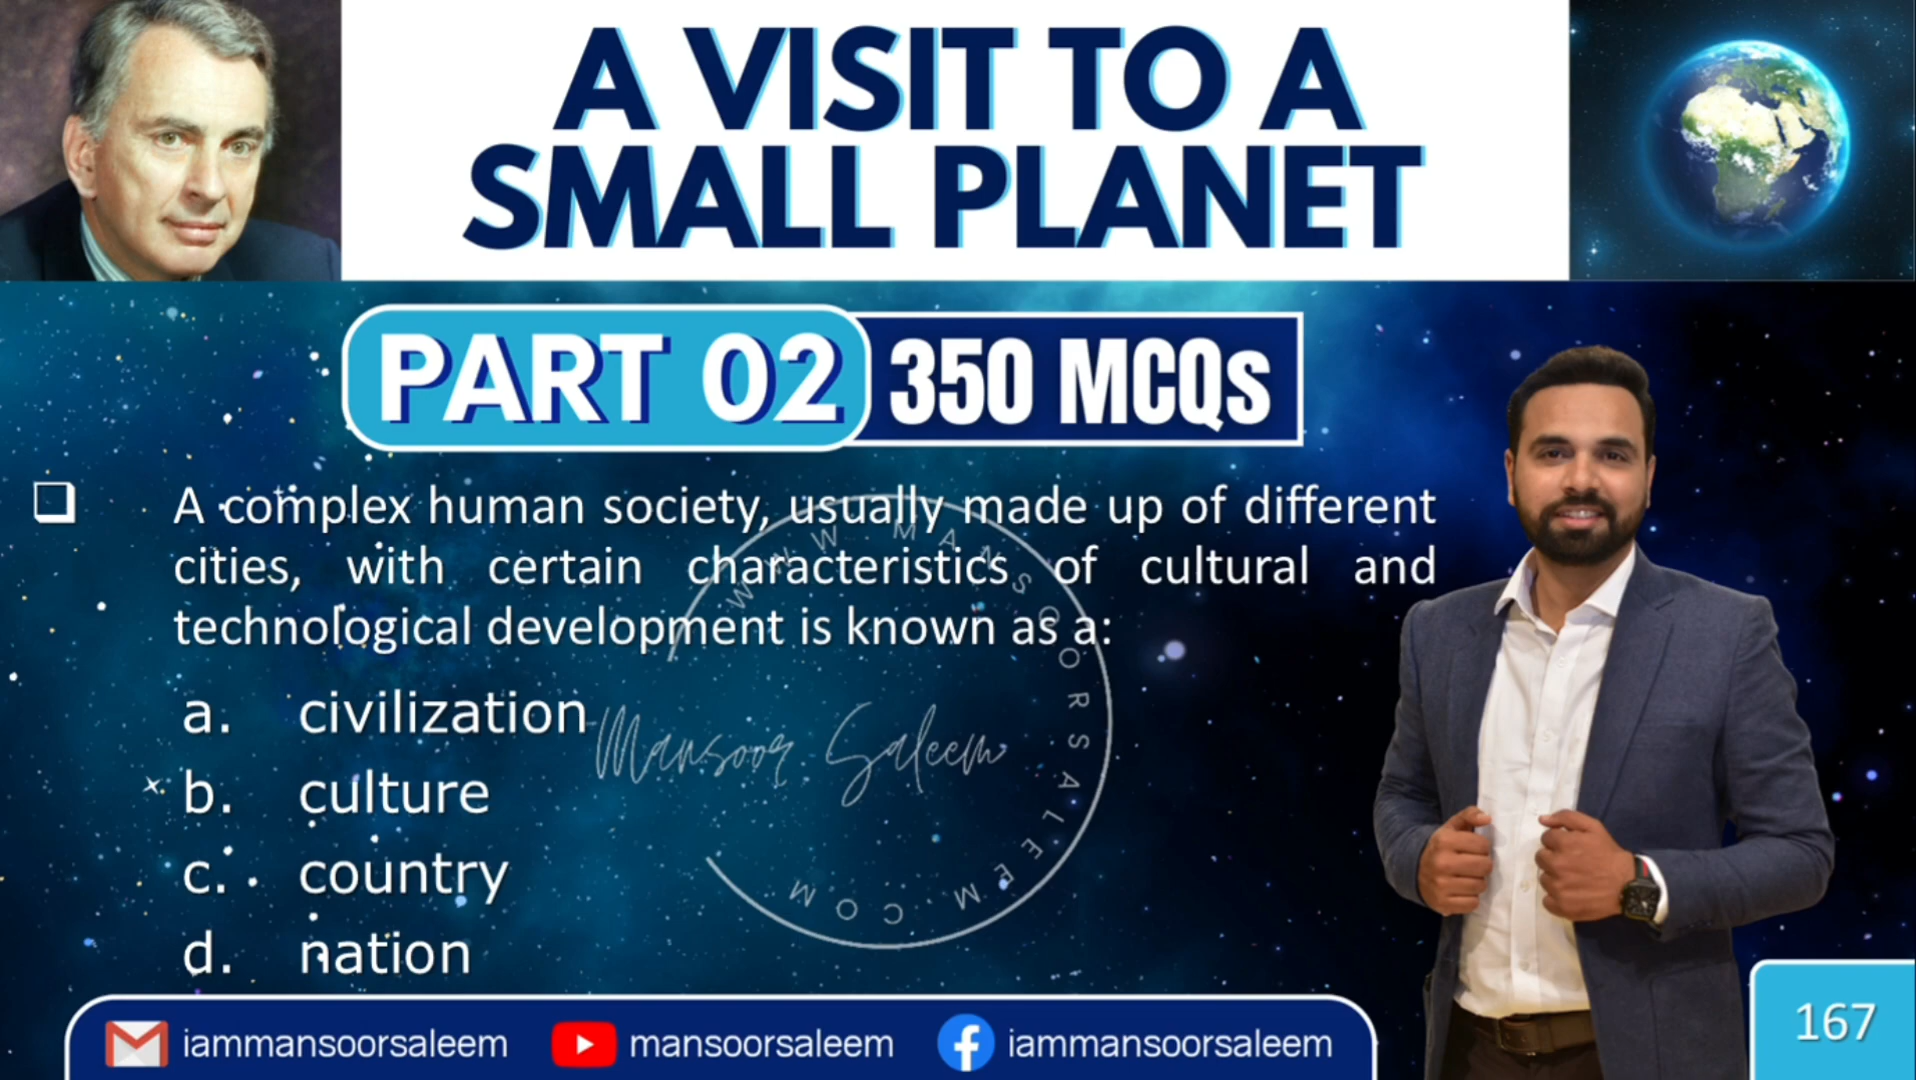 A VISIT TO A
SMALL PLANET
PART 02 350 MCQs
A complex human society, usually made up of different
cities, with certain characteristics of cultural and
technological development is known as a:
a. civilization
b. culture
c. country
d. nation
WWW.MANSOORSALEEM.COM
Mansoor Saleem
iammansoorsaleem mansoorsaleem iammansoorsaleem
167